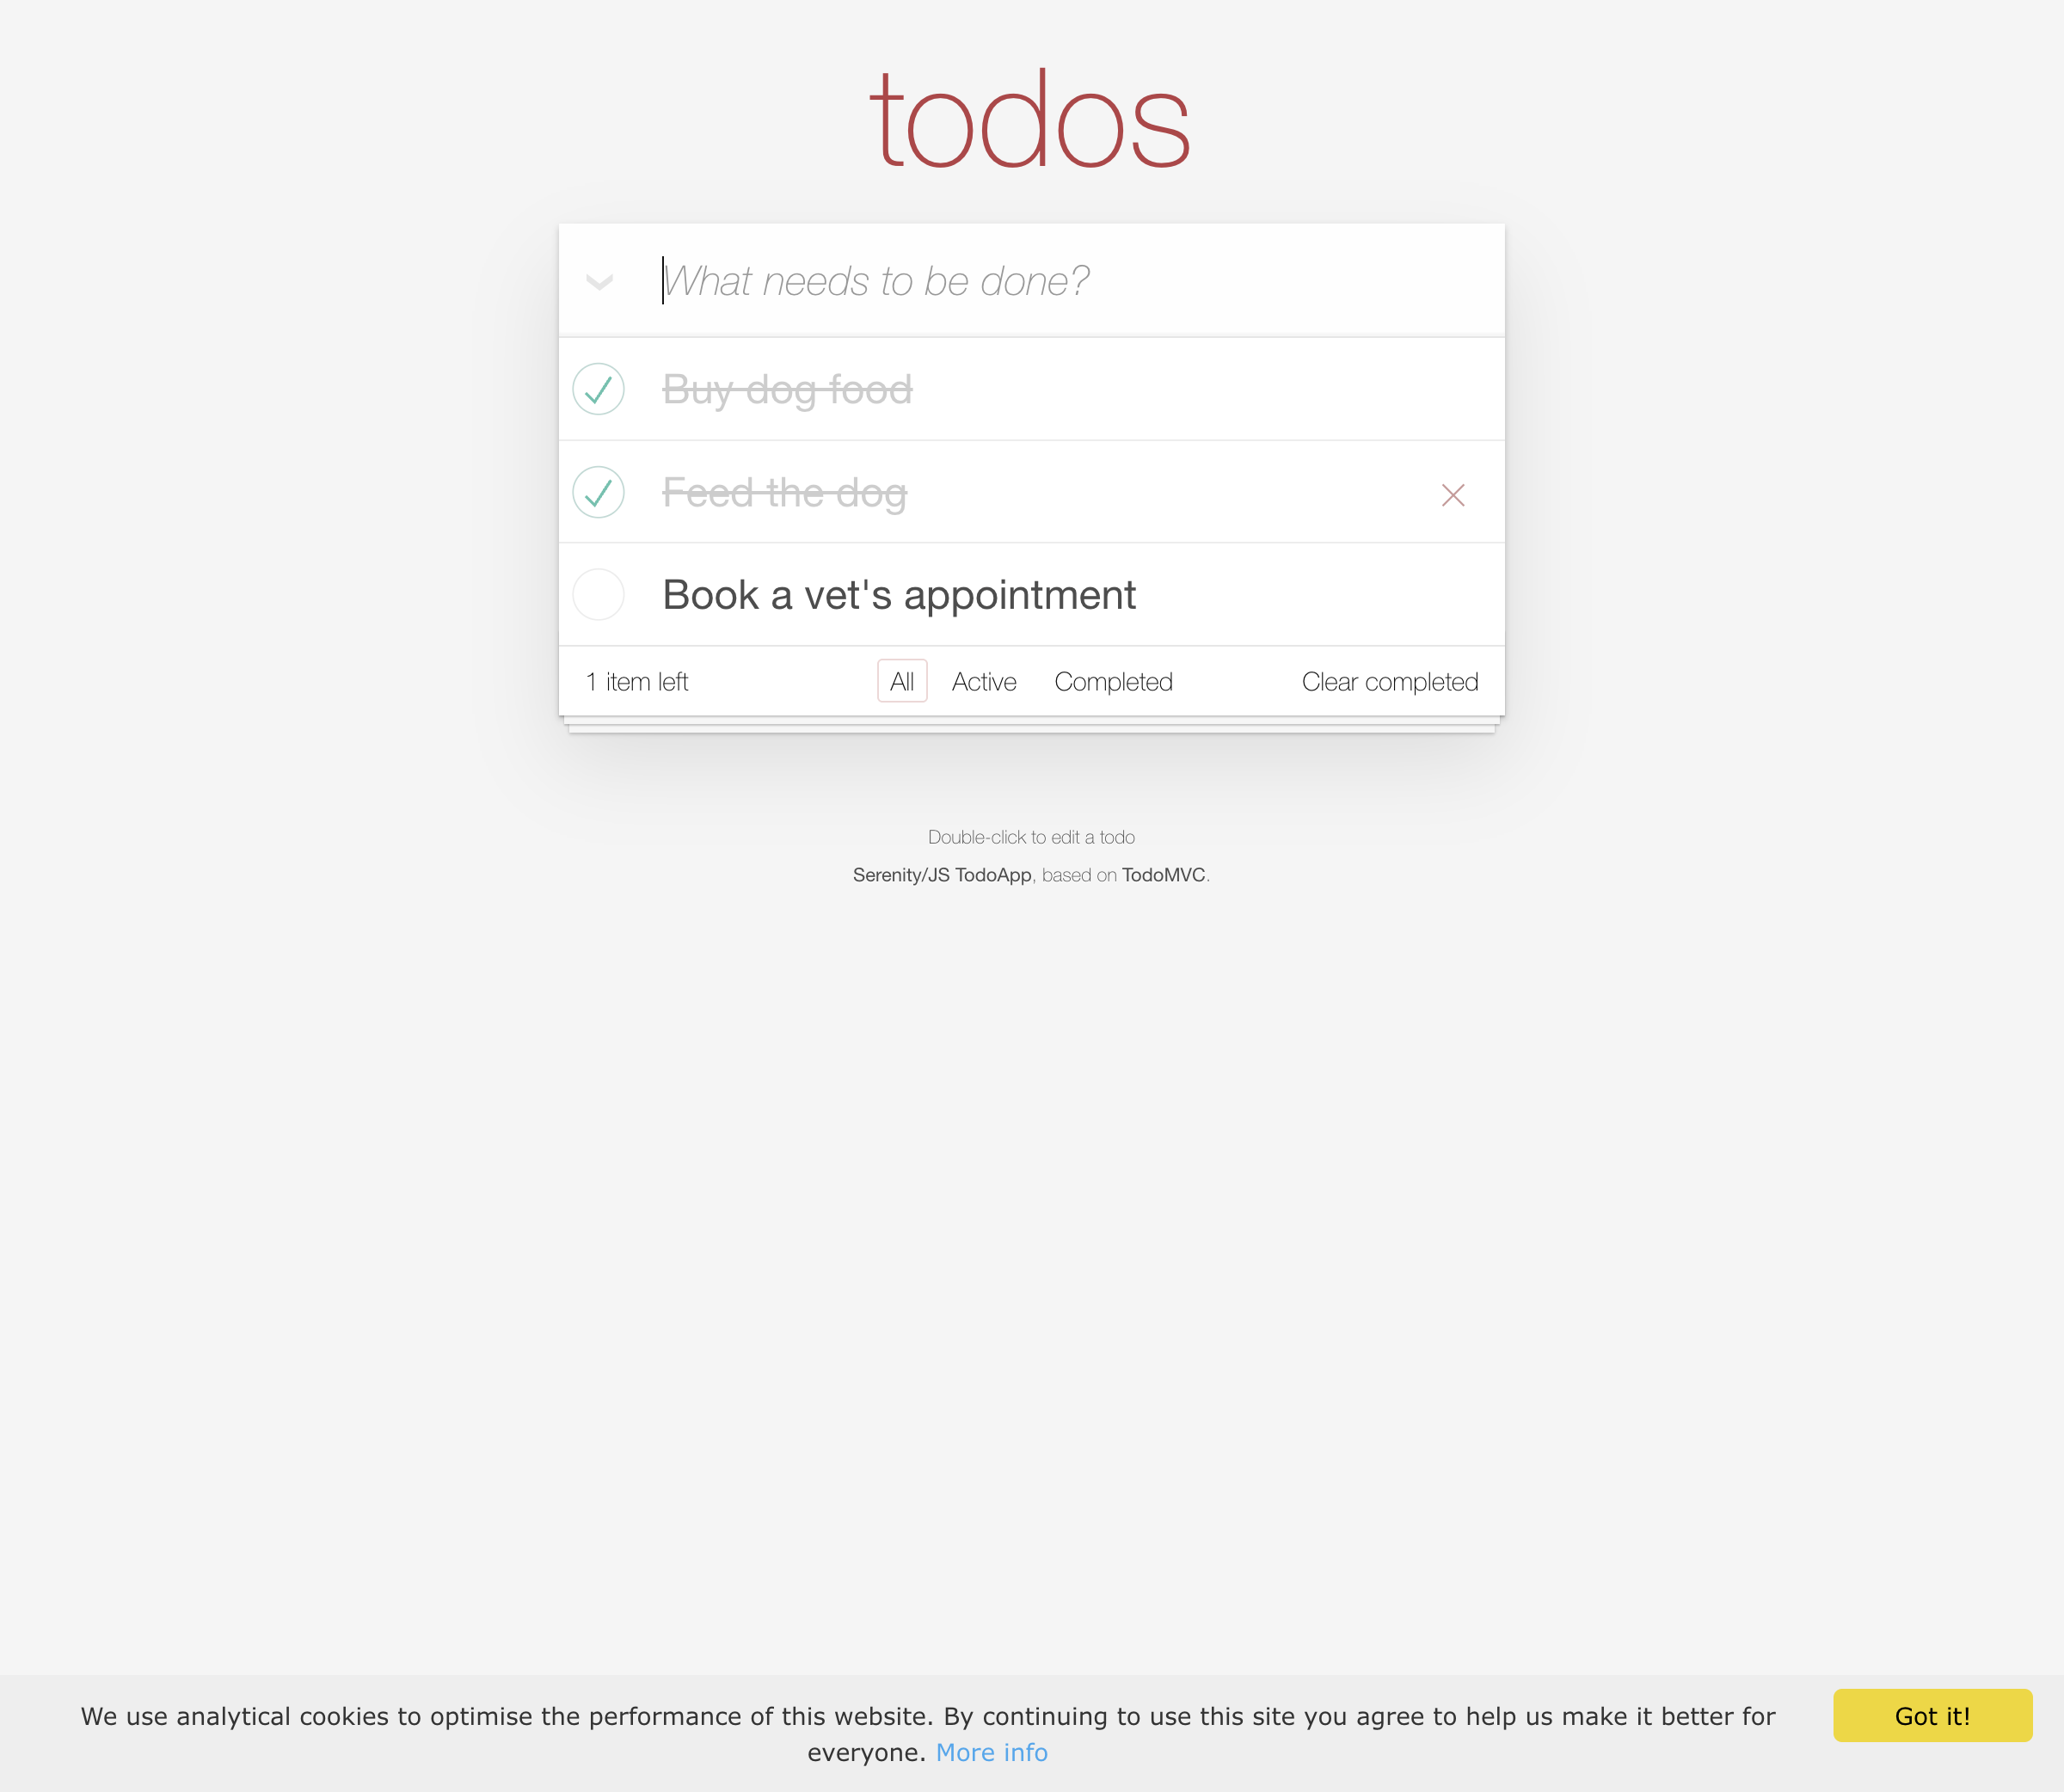 todos
What needs to be done?
Buy dog food
Feed the dog
Book a vet's appointment
1 item left All Active Completed Clear completed
Double-click to edit a todo
Serenity/JS TodoApp, based on TodoMVC.
We use analytical cookies to optimise the performance of this website. By continuing to use this site you agree to help us make it better for
everyone. More info
Got it!